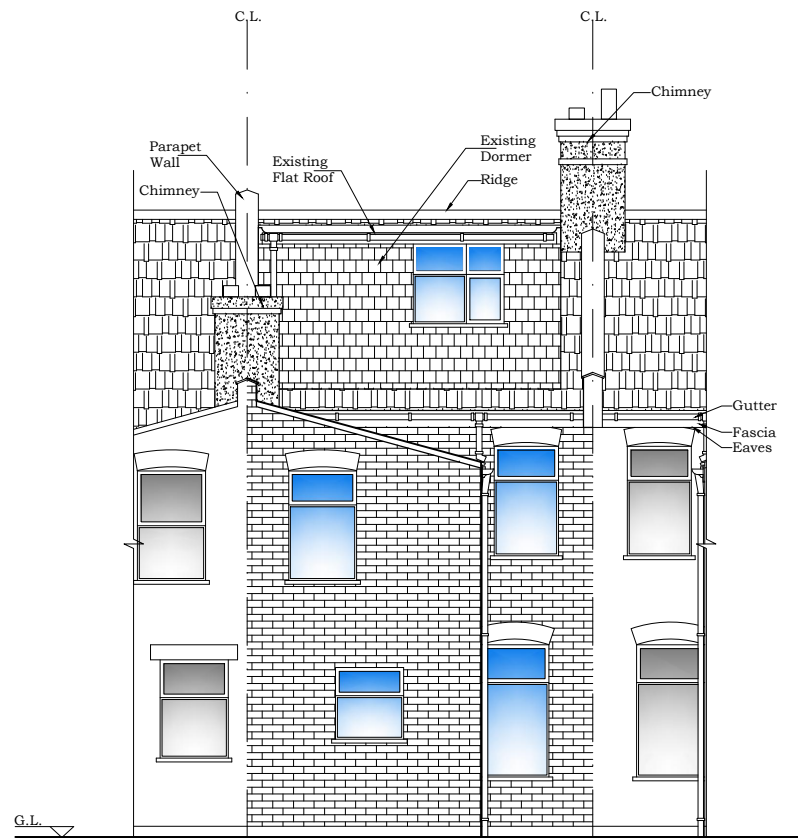 C.L.
C.L.
Chimney
Parapet
Wall
Existing
Flat Roof
Existing
Dormer
Chimney
Ridge
Gutter
Fascia
Eaves
G.L.